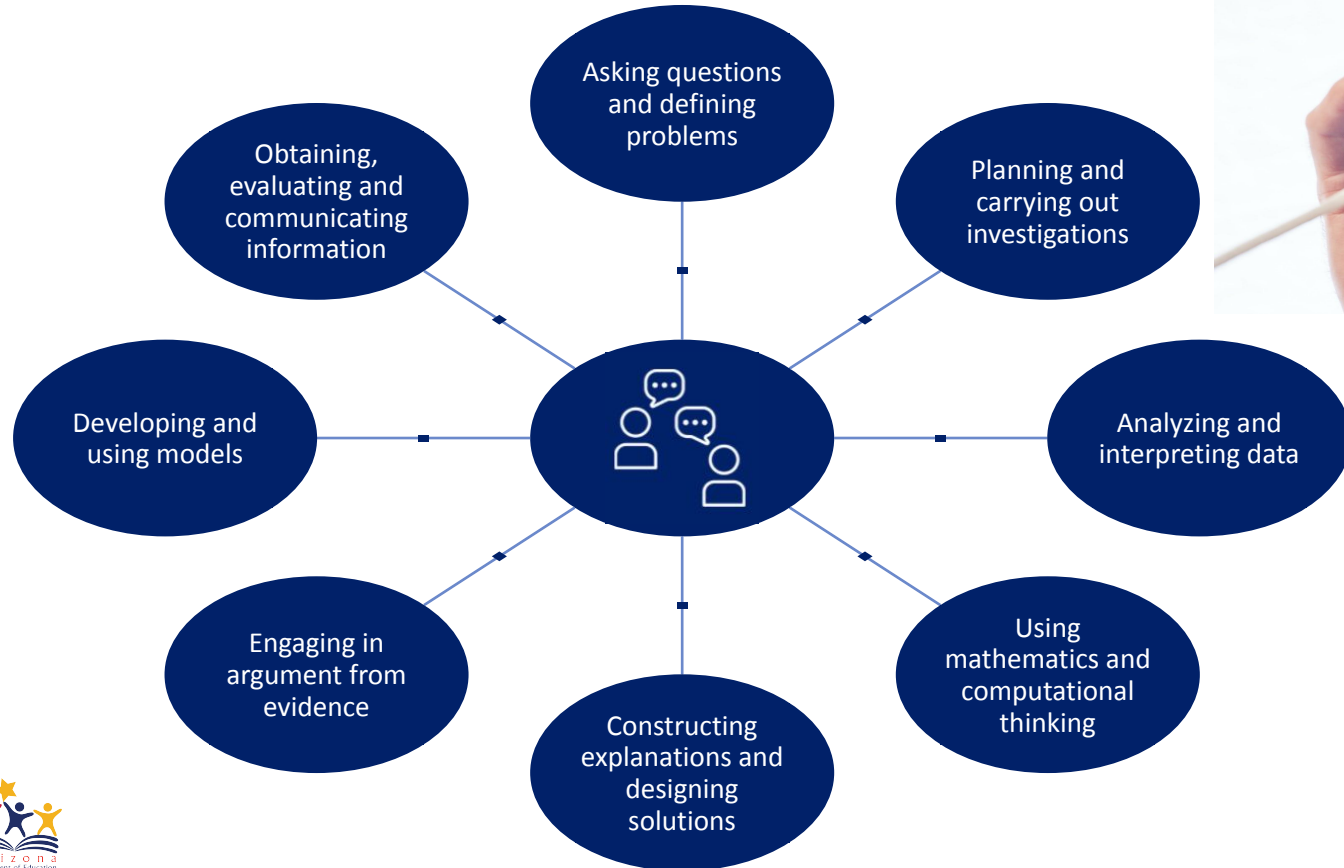 Asking questions
and defining
problems
Planning and
carrying out
investigations
Analyzing and
interpreting data
Using
mathematics and
computational
thinking
Constructing
explanations and
designing
solutions
Engaging in
argument from
evidence
Developing and
using models
Obtaining,
evaluating and
communicating
information